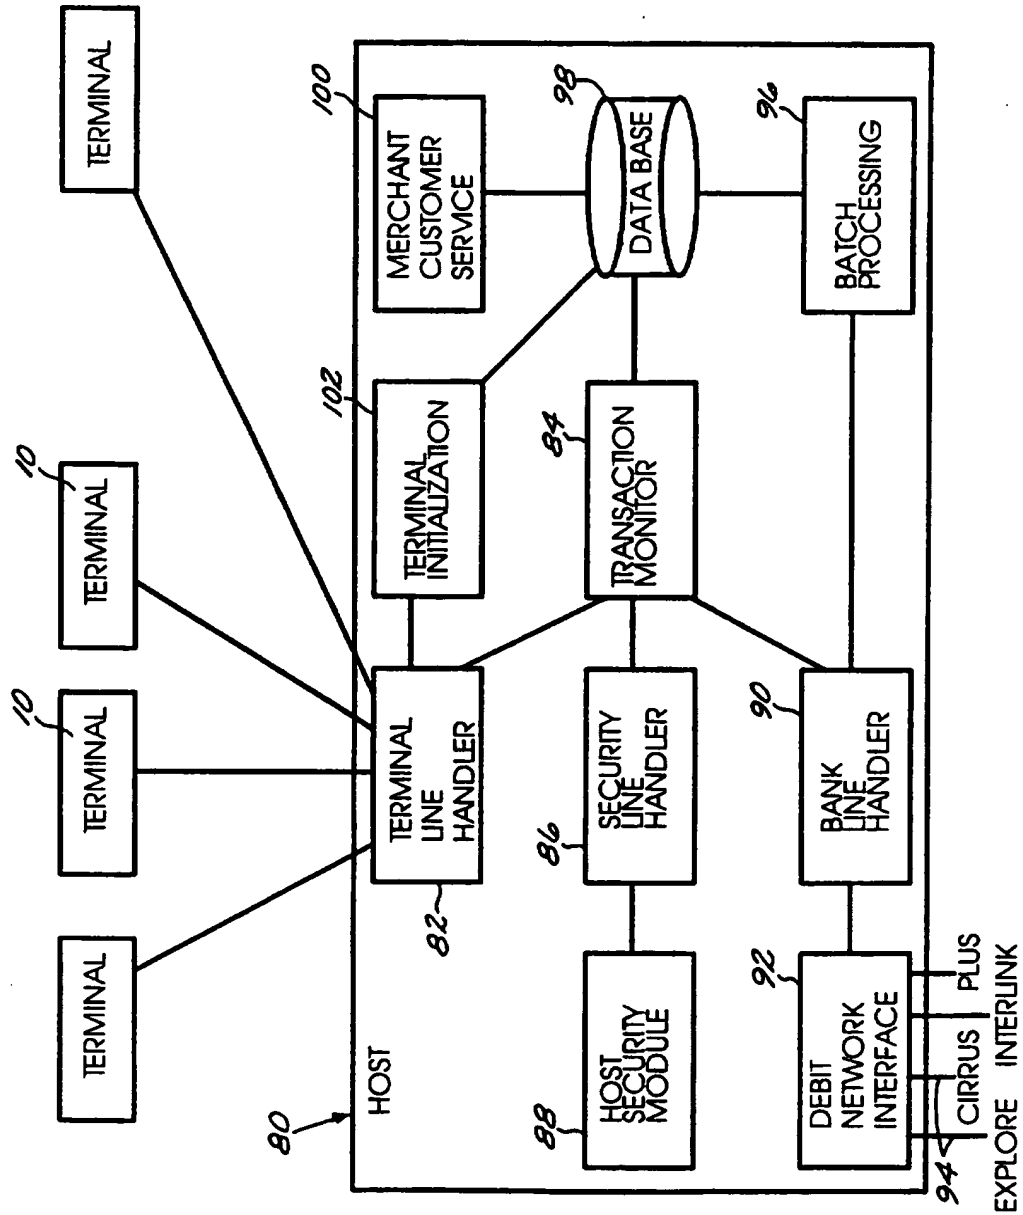 TERMINAL
10
TERMINAL
10
TERMINAL
TERMINAL
80
HOST
82
TERMINAL
LINE
HANDLER
102
TERMINAL
INITIALIZATION
100
MERCHANT
CUSTOMER
SERVICE
88
HOST
SECURITY
MODULE
86
SECURITY
LINE
HANDLER
84
TRANSACTION
MONITOR
98
DATA BASE
92
DEBIT
NETWORK
INTERFACE
90
BANK
LINE
HANDLER
96
BATCH
PROCESSING
94
CIRRUS
PLUS
EXPLORE
INTERLINK